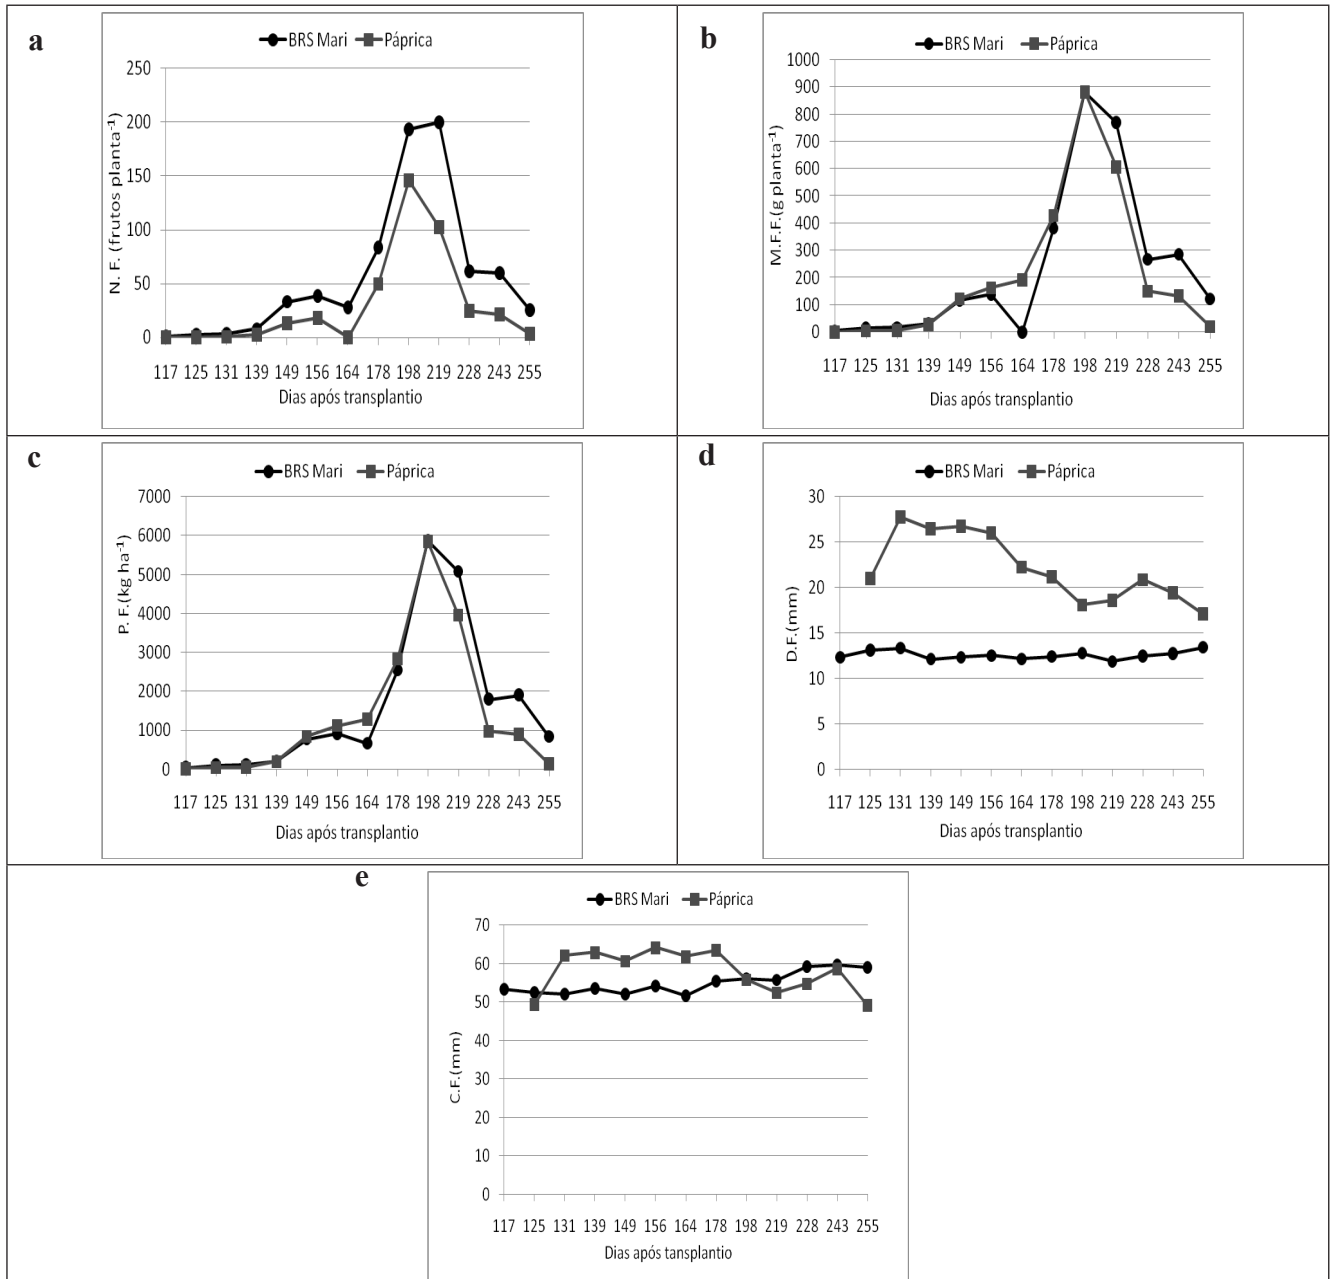 a
BRS Mari Páprica
250
200
150
100
50
0
N. F. (frutos planta⁻¹)
117 125 131 139 149 156 164 178 198 219 228 243 255
Dias após transplantio
b
BRS Mari Páprica
1000
900
800
700
600
500
400
300
200
100
0
M.F.F.(g planta⁻¹)
117 125 131 139 149 156 164 178 198 219 228 243 255
Dias após transplantio
c
BRS Mari Páprica
7000
6000
5000
4000
3000
2000
1000
0
P. F.(kg ha⁻¹)
117 125 131 139 149 156 164 178 198 219 228 243 255
Dias após transplantio
d
BRS Mari Páprica
30
25
20
15
10
5
0
D.F.(mm)
117 125 131 139 149 156 164 178 198 219 228 243 255
Dias após transplantio
e
BRS Mari Páprica
70
60
50
40
30
20
10
0
C.F.(mm)
117 125 131 139 149 156 164 178 198 219 228 243 255
Dias após tansplantio